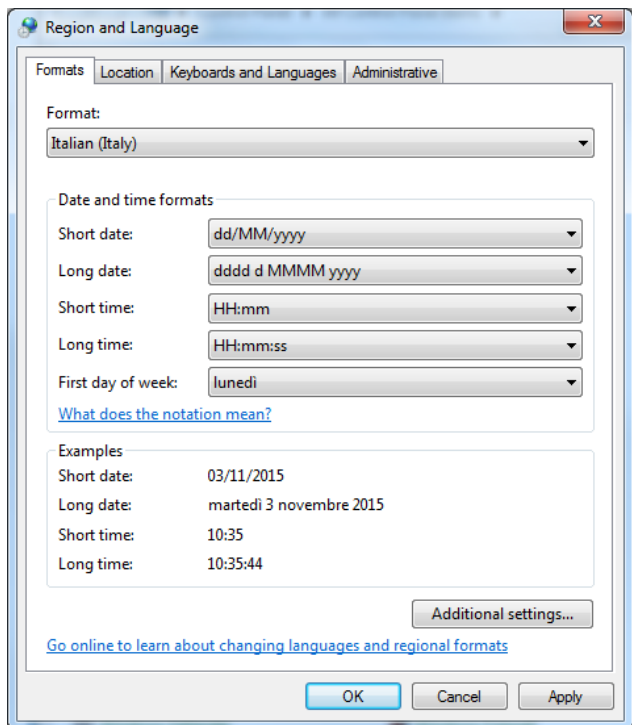 Region and Language
Formats Location Keyboards and Languages Administrative
Format:
Italian (Italy)
Date and time formats
Short date: dd/MM/yyyy
Long date: dddd d MMMM yyyy
Short time: HH:mm
Long time: HH:mm:ss
First day of week: lunedì
What does the notation mean?
Examples
Short date: 03/11/2015
Long date: martedì 3 novembre 2015
Short time: 10:35
Long time: 10:35:44
Additional settings...
Go online to learn about changing languages and regional formats
OK Cancel Apply